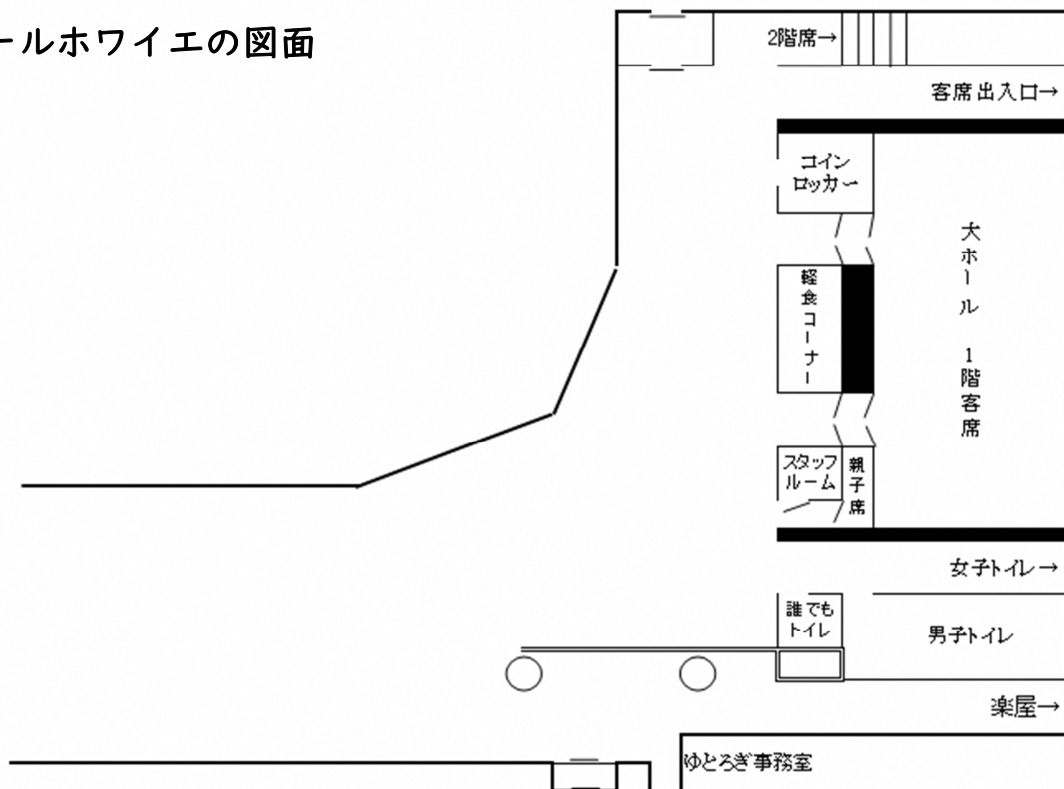 ールホワイエの図面
2階席→
客席出入口→
コイン
ロッカー
大ホール 1階客席
軽食コーナー
スタッフ
ルーム
親子席
女子トイレ→
誰でも
トイレ
男子トイレ
楽屋→
ゆとろぎ事務室